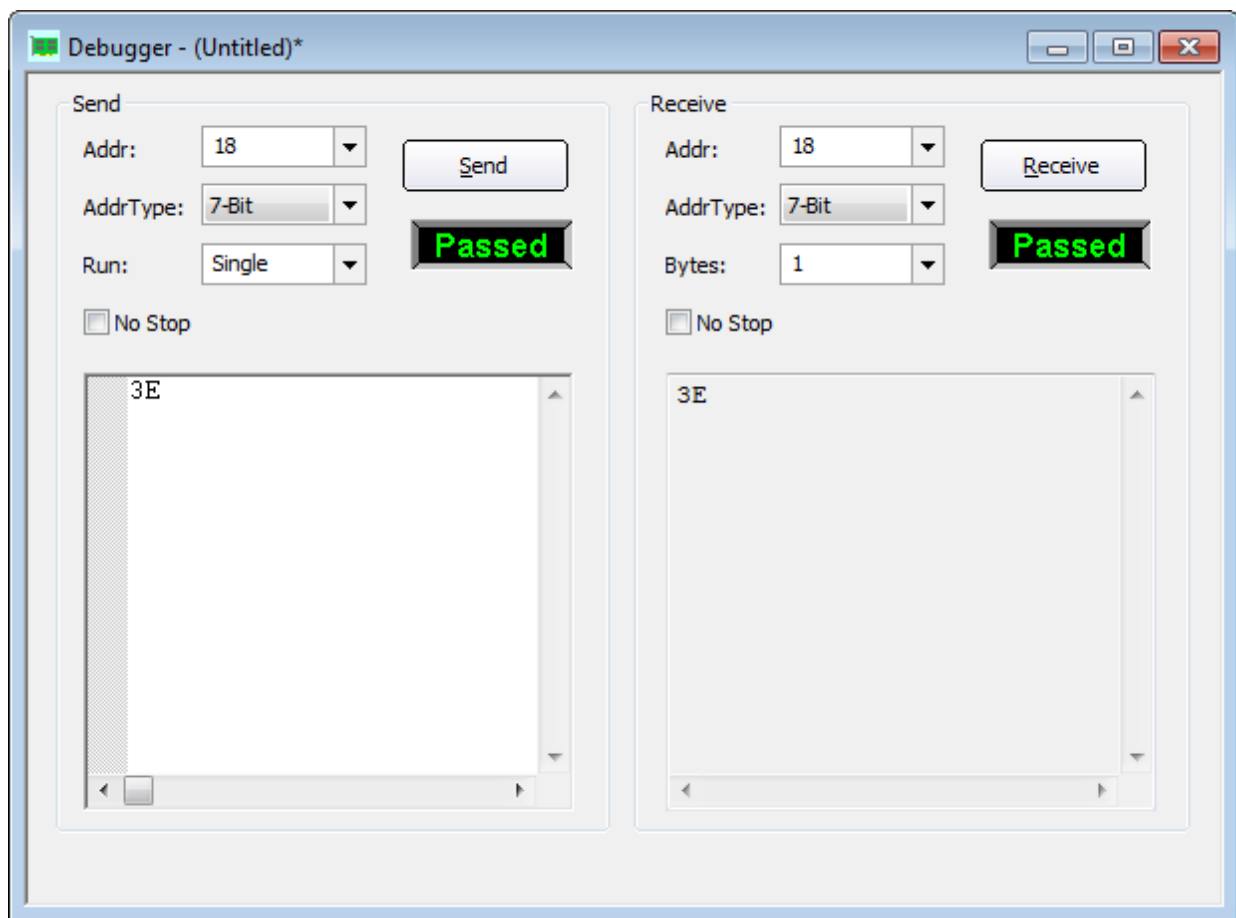 Debugger - (Untitled)*
Send
Addr: 18
Send
AddrType: 7-Bit
Passed
Run: Single
No Stop
3E
Receive
Addr: 18
Receive
AddrType: 7-Bit
Passed
Bytes: 1
No Stop
3E